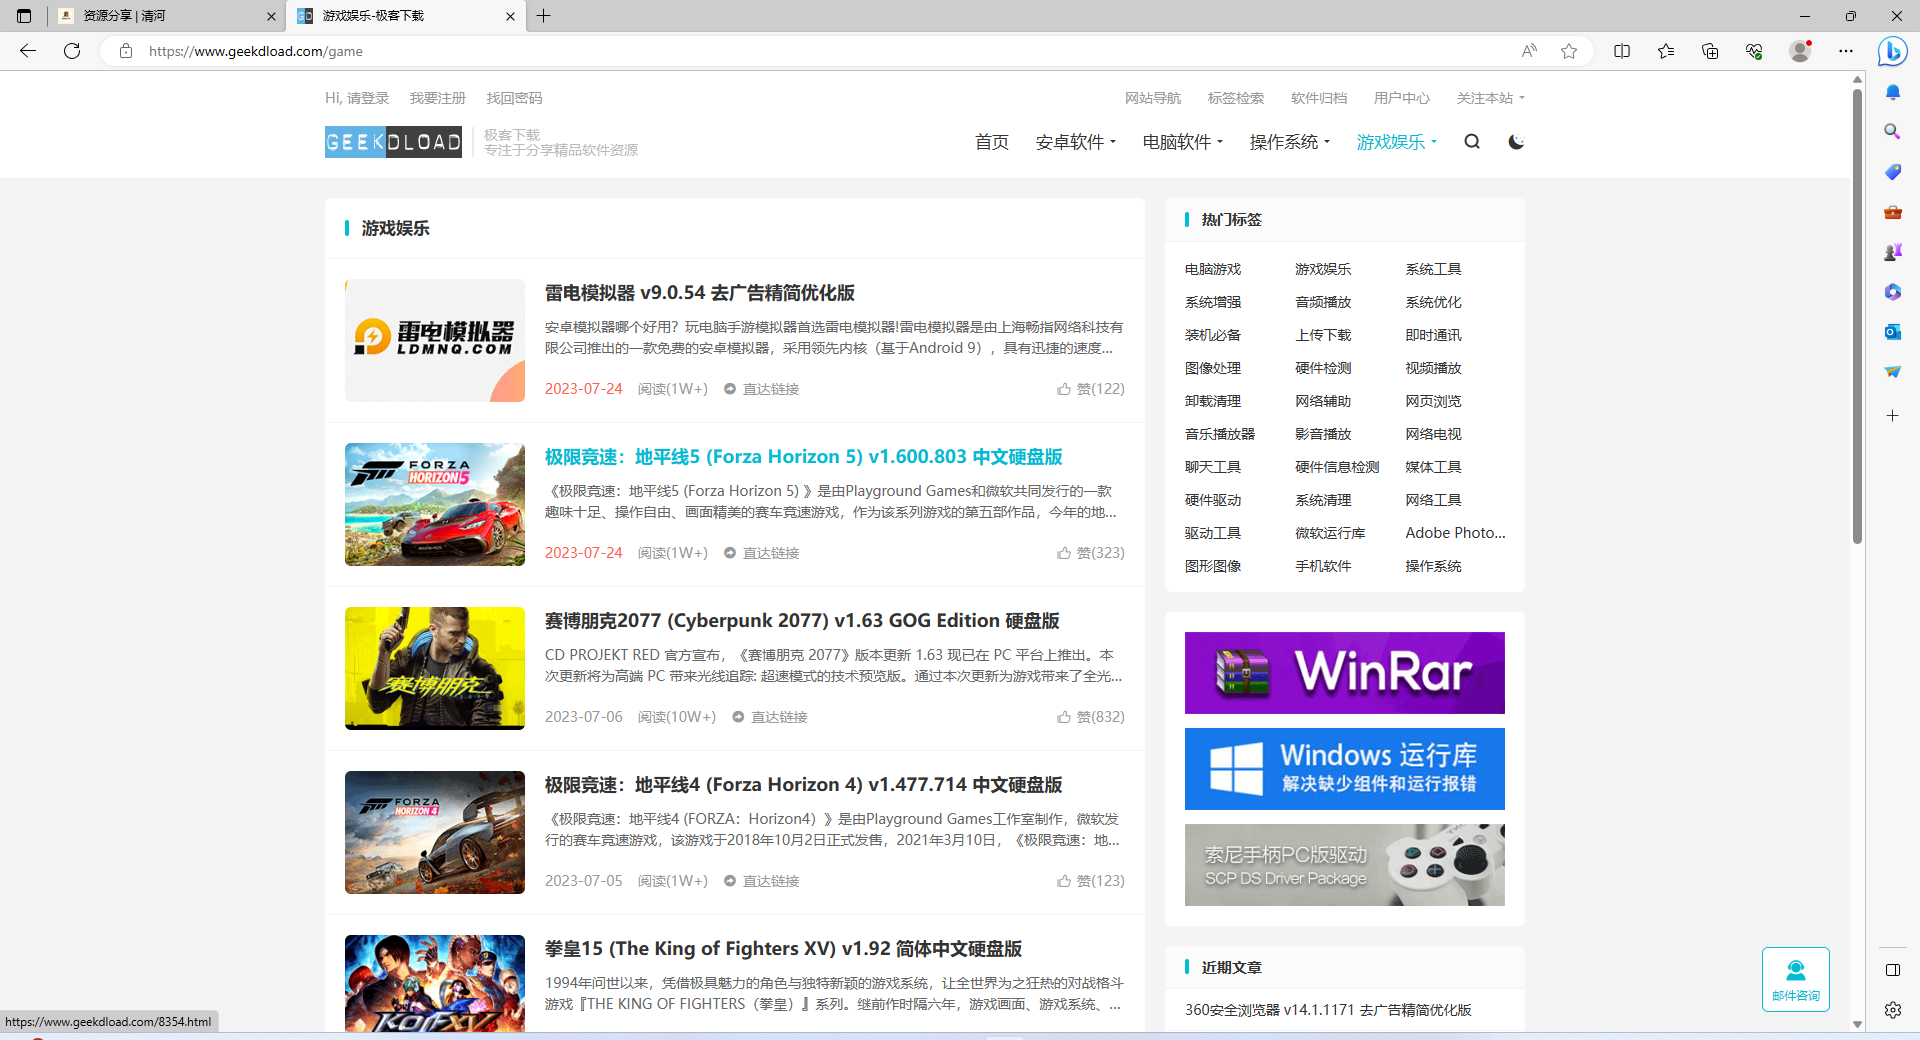 资源分享 | 清河
游戏娱乐-极客下载
https://www.geekdload.com/game
Hi, 请登录 我要注册 找回密码
网站导航 标签检索 软件归档 用户中心 关注本站
GEEKDLOAD
极客下载
专注于分享精品软件资源
首页 安卓软件 电脑软件 操作系统 游戏娱乐
游戏娱乐
雷电模拟器
LDMNQ.COM
雷电模拟器 v9.0.54 去广告精简优化版
安卓模拟器哪个好用？玩电脑手游模拟器首选雷电模拟器!雷电模拟器是由上海畅指网络科技有
限公司推出的一款免费的安卓模拟器，采用领先内核（基于Android 9），具有迅捷的速度...
2023-07-24 阅读(1W+) 直达链接 赞(122)
FORZA
HORIZON 5
极限竞速：地平线5 (Forza Horizon 5) v1.600.803 中文硬盘版
《极限竞速：地平线5 (Forza Horizon 5) 》是由Playground Games和微软共同发行的一款
趣味十足、操作自由、画面精美的赛车竞速游戏，作为该系列游戏的第五部作品，今年的地...
2023-07-24 阅读(1W+) 直达链接 赞(323)
赛博朋克
赛博朋克2077 (Cyberpunk 2077) v1.63 GOG Edition 硬盘版
CD PROJEKT RED 官方宣布，《赛博朋克 2077》版本更新 1.63 现已在 PC 平台上推出。本
次更新将为高端 PC 带来光线追踪: 超速模式的技术预览版。通过本次更新为游戏带来了全光...
2023-07-06 阅读(10W+) 直达链接 赞(832)
FORZA
HORIZON 4
极限竞速：地平线4 (Forza Horizon 4) v1.477.714 中文硬盘版
《极限竞速：地平线4 (FORZA：Horizon4）》是由Playground Games工作室制作，微软发
行的赛车竞速游戏，该游戏于2018年10月2日正式发售，2021年3月10日，《极限竞速：地...
2023-07-05 阅读(1W+) 直达链接 赞(123)
KOFXV
拳皇15 (The King of Fighters XV) v1.92 简体中文硬盘版
1994年问世以来，凭借极具魅力的角色与独特新颖的游戏系统，让全世界为之狂热的对战格斗
游戏『THE KING OF FIGHTERS（拳皇）』系列。继前作时隔六年，游戏画面、游戏系统、...
热门标签
电脑游戏 游戏娱乐 系统工具
系统增强 音频播放 系统优化
装机必备 上传下载 即时通讯
图像处理 硬件检测 视频播放
卸载清理 网络辅助 网页浏览
音乐播放器 影音播放 网络电视
聊天工具 硬件信息检测 媒体工具
硬件驱动 系统清理 网络工具
驱动工具 微软运行库 Adobe Photo...
图形图像 手机软件 操作系统
WinRar
Windows 运行库
解决缺少组件和运行报错
索尼手柄PC版驱动
SCP DS Driver Package
近期文章
360安全浏览器 v14.1.1171 去广告精简优化版
邮件咨询
https://www.geekdload.com/8354.html